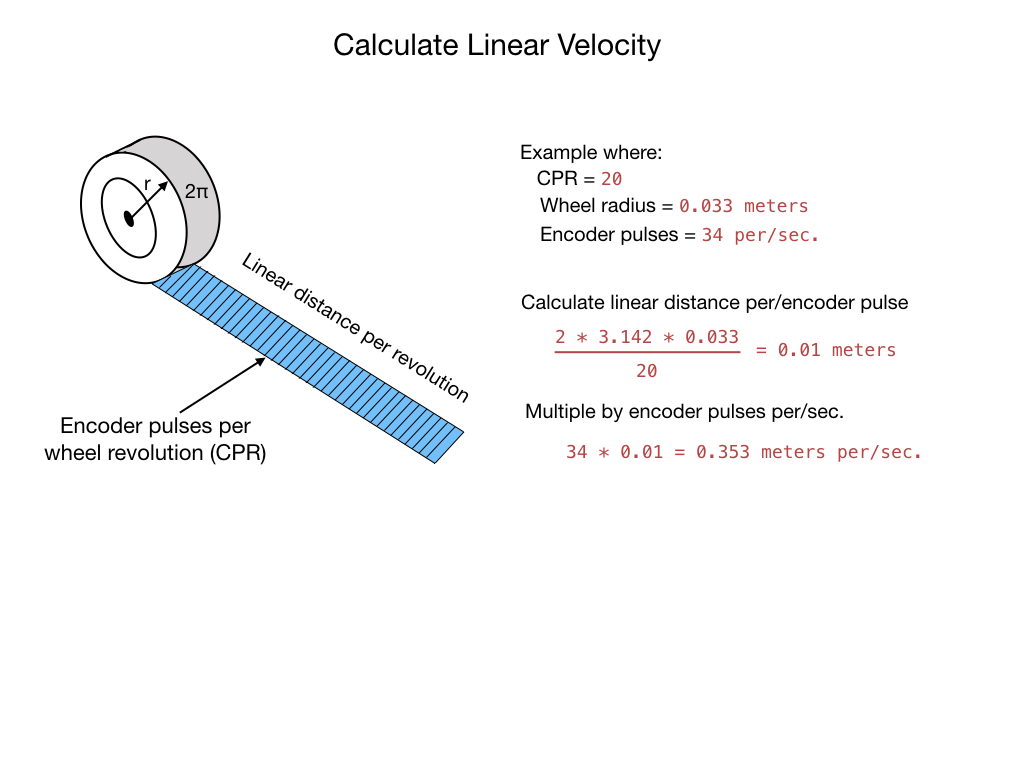 Calculate Linear Velocity
r
2π
Linear distance per revolution
Encoder pulses per
wheel revolution (CPR)
Example where:
CPR = 20
Wheel radius = 0.033 meters
Encoder pulses = 34 per/sec.
Calculate linear distance per/encoder pulse
2 * 3.142 * 0.033
= 0.01 meters
20
Multiple by encoder pulses per/sec.
34 * 0.01 = 0.353 meters per/sec.